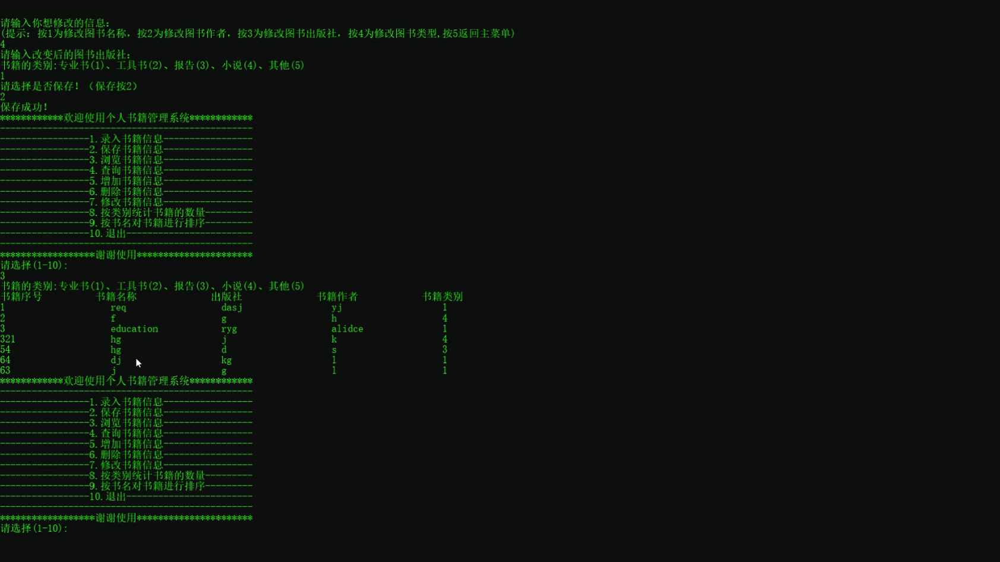 请输入你想修改的信息：
(提示：按1为修改图书名称，按2为修改图书作者，按3为修改图书出版社，按4为修改图书类型,按5返回主菜单)
4
请输入改变后的图书出版社：
书籍的类别:专业书(1)、工具书(2)、报告(3)、小说(4)、其他(5)
1
请选择是否保存！（保存按2）
2
保存成功！
************欢迎使用个人书籍管理系统************
------------------------------------------------
-----------------1.录入书籍信息-----------------
-----------------2.保存书籍信息-----------------
-----------------3.浏览书籍信息-----------------
-----------------4.查询书籍信息-----------------
-----------------5.增加书籍信息-----------------
-----------------6.删除书籍信息-----------------
-----------------7.修改书籍信息-----------------
-----------------8.按类别统计书籍的数量---------
-----------------9.按书名对书籍进行排序---------
-----------------10.退出------------------------
------------------------------------------------
******************谢谢使用**********************
请选择(1-10):
3
书籍的类别:专业书(1)、工具书(2)、报告(3)、小说(4)、其他(5)
书籍序号 书籍名称 出版社 书籍作者 书籍类别
1 req dasj yj 1
2 f g h 4
3 education ryg alidce 1
321 hg j k 4
54 hg d s 3
64 dj kg l 1
63 j g l 1
************欢迎使用个人书籍管理系统************
------------------------------------------------
-----------------1.录入书籍信息-----------------
-----------------2.保存书籍信息-----------------
-----------------3.浏览书籍信息-----------------
-----------------4.查询书籍信息-----------------
-----------------5.增加书籍信息-----------------
-----------------6.删除书籍信息-----------------
-----------------7.修改书籍信息-----------------
-----------------8.按类别统计书籍的数量---------
-----------------9.按书名对书籍进行排序---------
-----------------10.退出------------------------
------------------------------------------------
******************谢谢使用**********************
请选择(1-10):